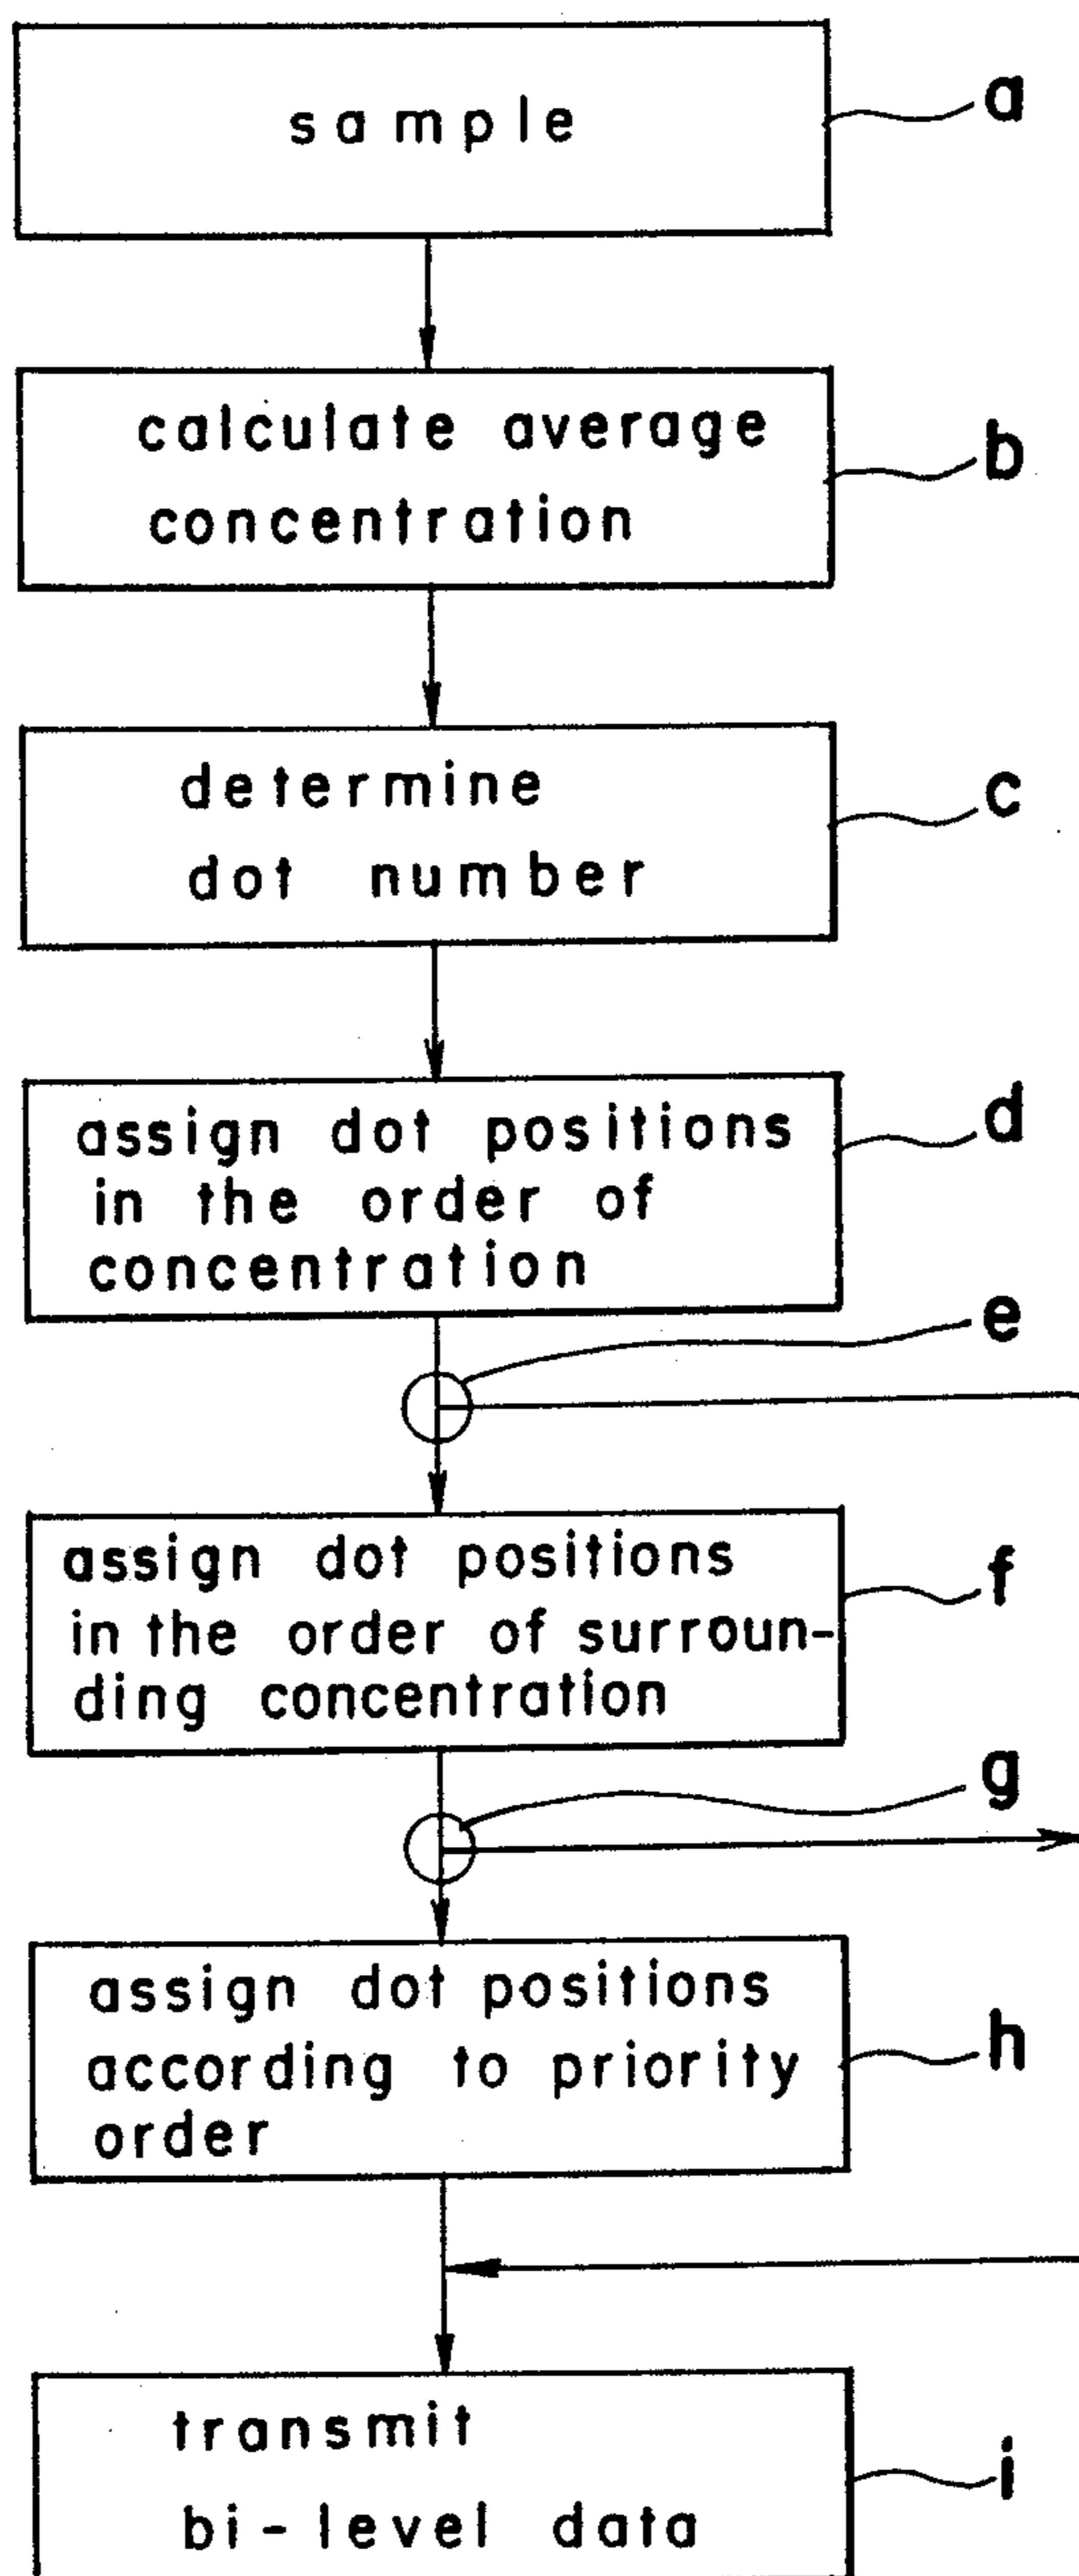 sample
a
calculate average
concentration
b
determine
dot number
c
assign dot positions
in the order of
concentration
d
e
assign dot positions
in the order of surroun-
ding concentration
f
g
assign dot positions
according to priority
order
h
transmit
bi-level data
i